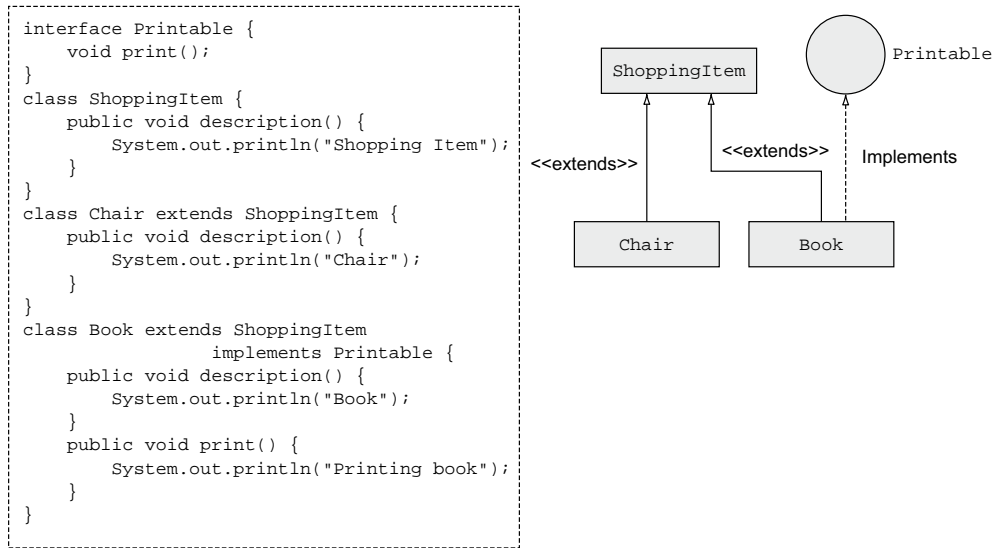 interface Printable {
    void print();
}
class ShoppingItem {
    public void description() {
        System.out.println("Shopping Item");
    }
}
class Chair extends ShoppingItem {
    public void description() {
        System.out.println("Chair");
    }
}
class Book extends ShoppingItem
                implements Printable {
    public void description() {
        System.out.println("Book");
    }
    public void print() {
        System.out.println("Printing book");
    }
}
ShoppingItem
Printable
<<extends>>
<<extends>>
Implements
Chair
Book